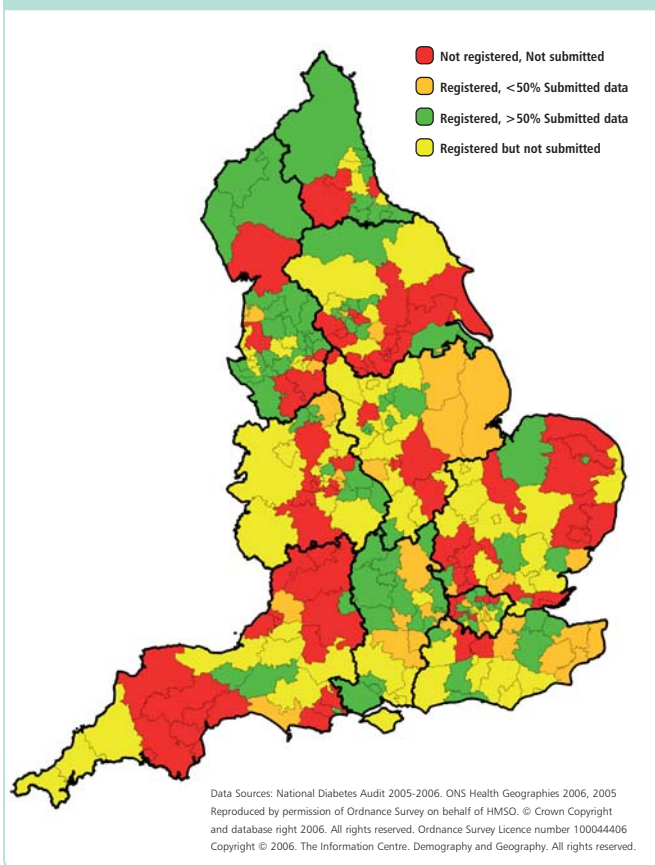 Not registered, Not submitted
Registered, <50% Submitted data
Registered, >50% Submitted data
Registered but not submitted
Data Sources: National Diabetes Audit 2005-2006. ONS Health Geographies 2006, 2005
Reproduced by permission of Ordnance Survey on behalf of HMSO. © Crown Copyright
and database right 2006. All rights reserved. Ordnance Survey Licence number 100044406
Copyright © 2006. The Information Centre. Demography and Geography. All rights reserved.